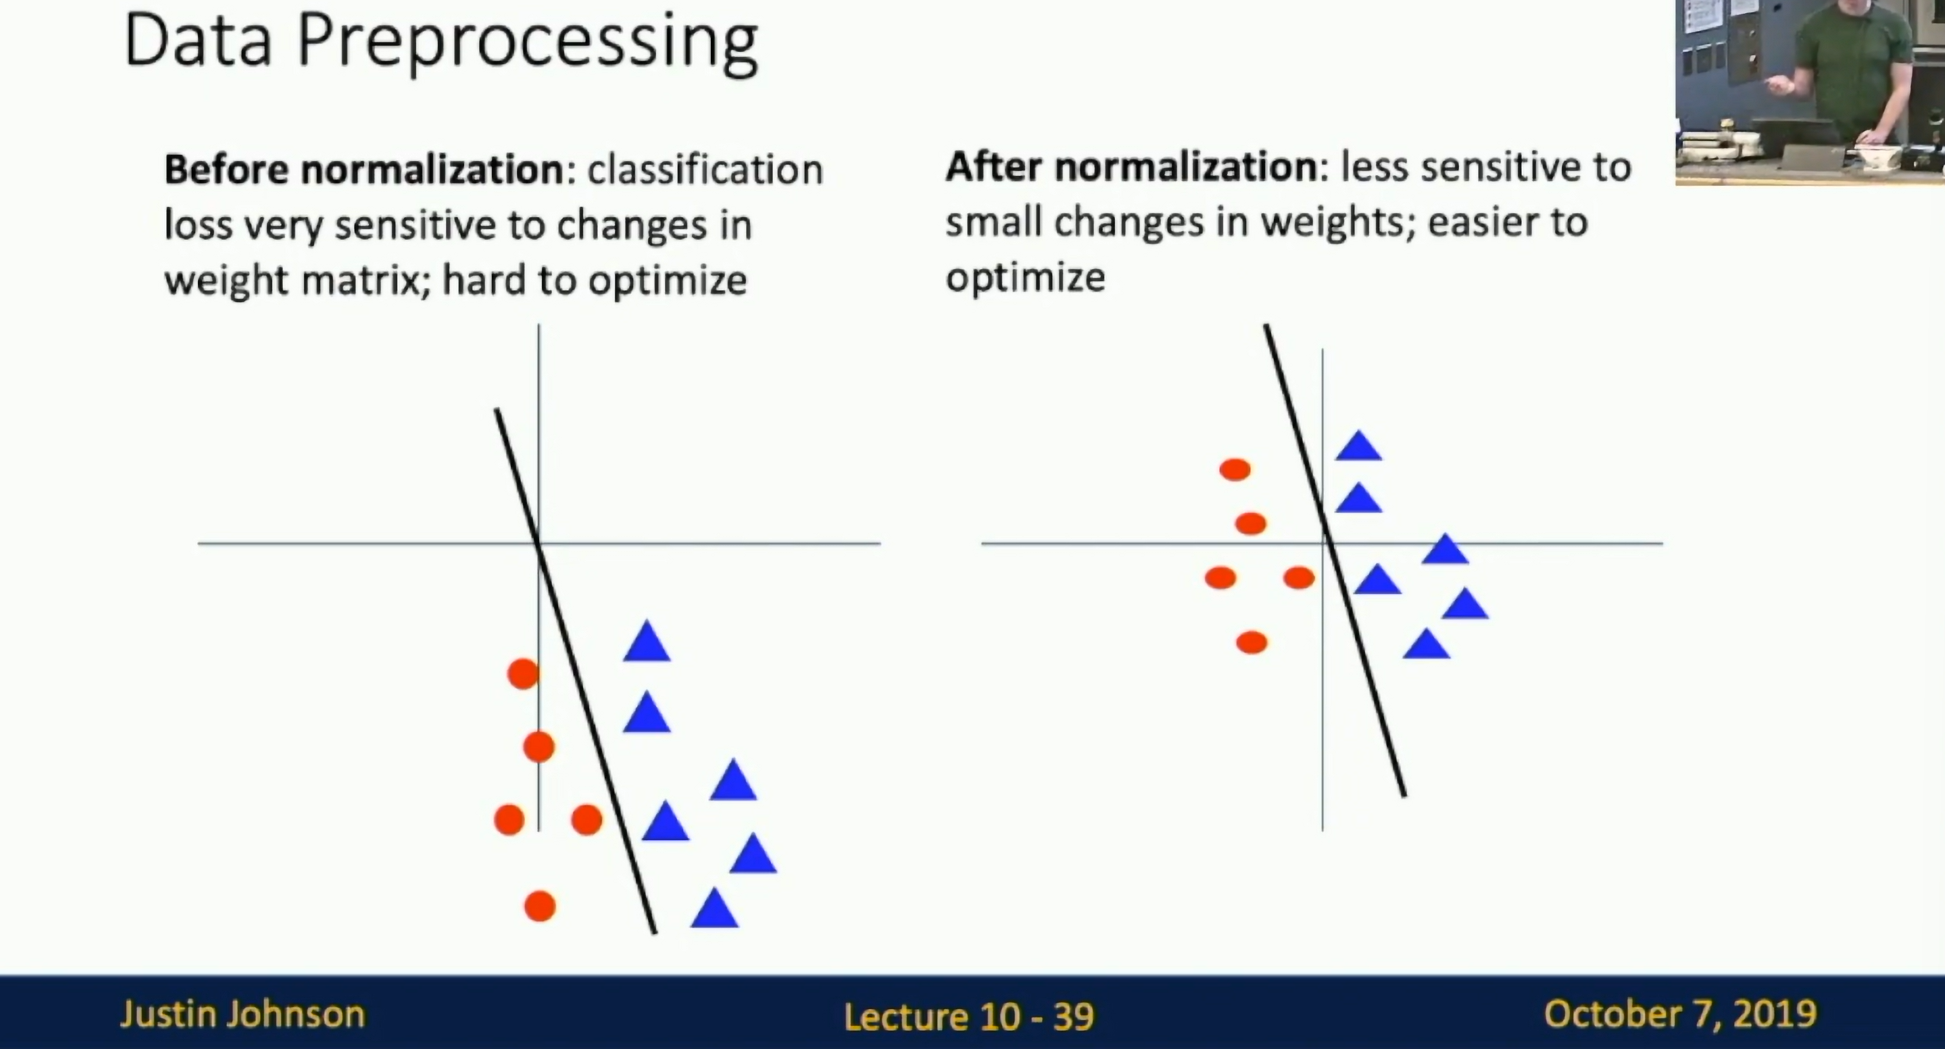 Data Preprocessing
Before normalization: classification
loss very sensitive to changes in
weight matrix; hard to optimize
After normalization: less sensitive to
small changes in weights; easier to
optimize
Justin Johnson
Lecture 10 - 39
October 7, 2019